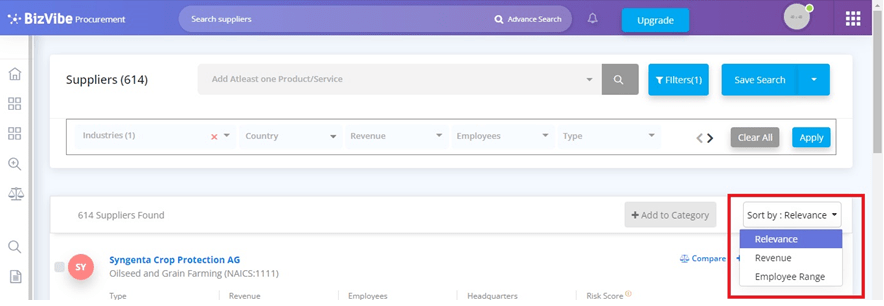 BizVibe Procurement
Search suppliers
Advance Search
Upgrade
Suppliers (614)
Add Atleast one Product/Service
FIlters(1)
Save Search
Industries (1)
Country
Revenue
Employees
Type
Clear All
Apply
614 Suppliers Found
+ Add to Category
Sort by : Relevance
Relevance
Revenue
Employee Range
SY
Syngenta Crop Protection AG
Compare
+
Oilseed and Grain Farming (NAICS:1111)
Type
Revenue
Employees
Headquarters
Risk Score